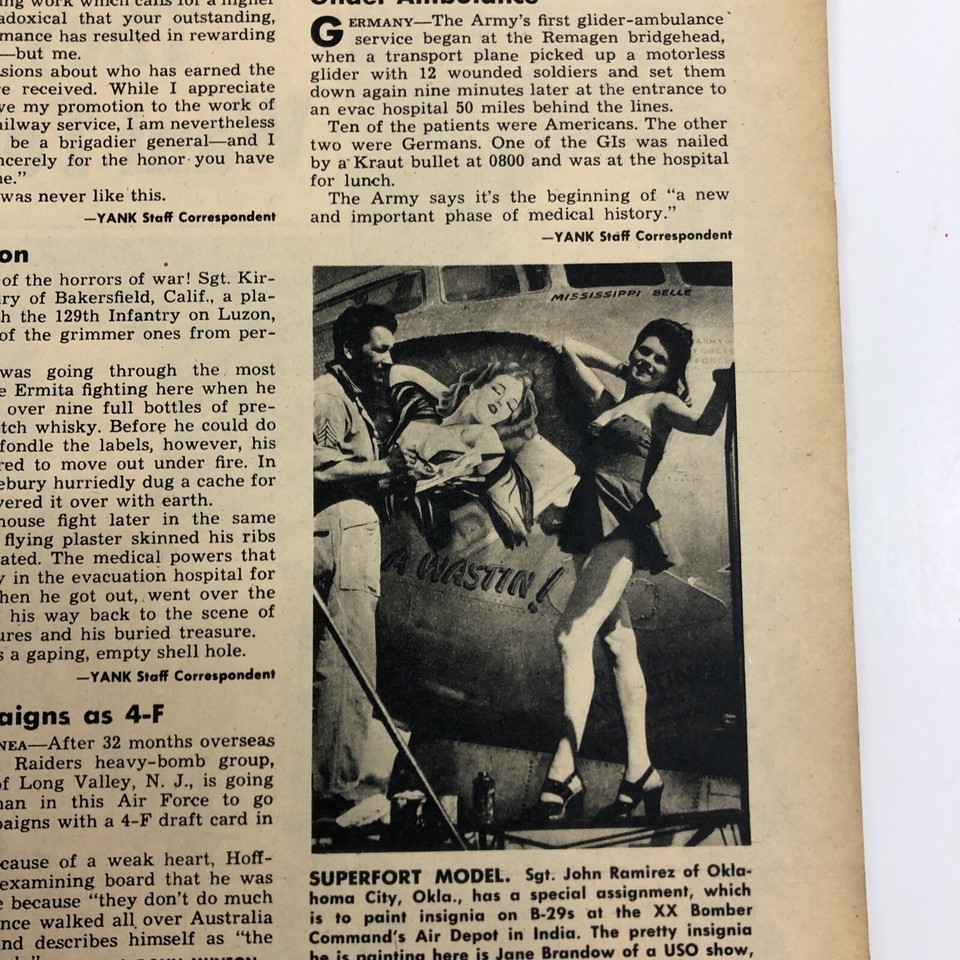 ing work which calls for a higher
adoxical that your outstanding,
mance has resulted in rewarding
—but me.
sions about who has earned the
e received. While I appreciate
ve my promotion to the work of
ailway service, I am nevertheless
be a brigadier general—and I
ncerely for the honor you have
e."
was never like this.
—YANK Staff Correspondent
on
of the horrors of war! Sgt. Kir-
ry of Bakersfield, Calif., a pla-
h the 129th Infantry on Luzon,
of the grimmer ones from per-
was going through the most
e Ermita fighting here when he
over nine full bottles of pre-
tch whisky. Before he could do
fondle the labels, however, his
red to move out under fire. In
ebury hurriedly dug a cache for
vered it over with earth.
house fight later in the same
flying plaster skinned his ribs
ated. The medical powers that
y in the evacuation hospital for
hen he got out, went over the
his way back to the scene of
ures and his buried treasure.
s a gaping, empty shell hole.
—YANK Staff Correspondent
aigns as 4-F
NEA—After 32 months overseas
Raiders heavy-bomb group,
of Long Valley, N. J., is going
man in this Air Force to go
paigns with a 4-F draft card in
cause of a weak heart, Hoff-
examining board that he was
e because "they don't do much
nce walked all over Australia
nd describes himself as "the
Under Ambulance
GERMANY—The Army's first glider-ambulance
service began at the Remagen bridgehead,
when a transport plane picked up a motorless
glider with 12 wounded soldiers and set them
down again nine minutes later at the entrance to
an evac hospital 50 miles behind the lines.
Ten of the patients were Americans. The other
two were Germans. One of the GIs was nailed
by a Kraut bullet at 0800 and was at the hospital
for lunch.
The Army says it's the beginning of "a new
and important phase of medical history."
—YANK Staff Correspondent
MISSISSIPPI BELLE
ARMY
FORCES
A WASTIN!
SUPERFORT MODEL. Sgt. John Ramirez of Okla-
homa City, Okla., has a special assignment, which
is to paint insignia on B-29s at the XX Bomber
Command's Air Depot in India. The pretty insignia
he is painting here is Jane Brandow of a USO show,